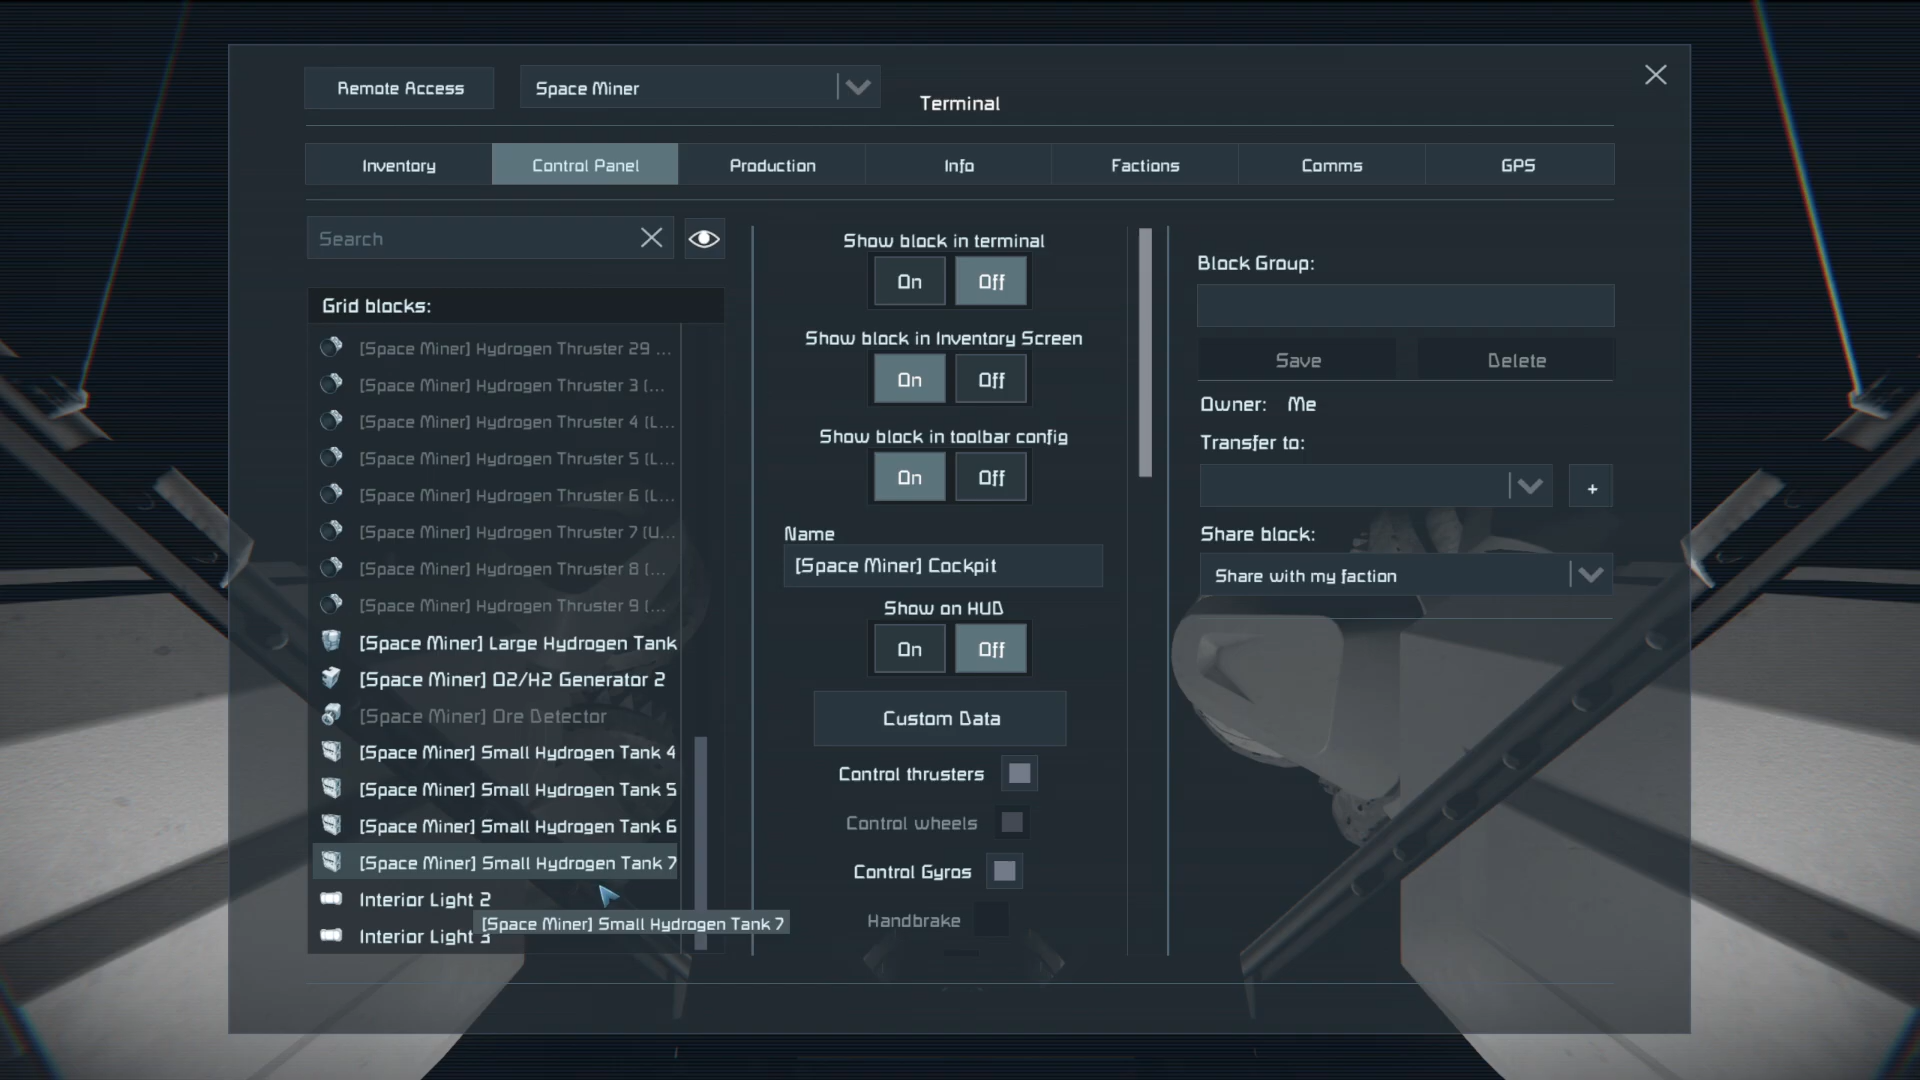 Remote Access
Space Miner
Terminal
Inventory
Control Panel
Production
Info
Factions
Comms
GPS
Search
Grid blocks:
[Space Miner] Hydrogen Thruster 29 ...
[Space Miner] Hydrogen Thruster 3 (...
[Space Miner] Hydrogen Thruster 4 (L...
[Space Miner] Hydrogen Thruster 5 (L...
[Space Miner] Hydrogen Thruster 6 (L...
[Space Miner] Hydrogen Thruster 7 (U...
[Space Miner] Hydrogen Thruster 8 (...
[Space Miner] Hydrogen Thruster 9 (...
[Space Miner] Large Hydrogen Tank
[Space Miner] O2/H2 Generator 2
[Space Miner] Ore Detector
[Space Miner] Small Hydrogen Tank 4
[Space Miner] Small Hydrogen Tank 5
[Space Miner] Small Hydrogen Tank 6
[Space Miner] Small Hydrogen Tank 7
Interior Light 2
[Space Miner] Small Hydrogen Tank 7
Interior Light 3
Show block in terminal
On Off
Show block in Inventory Screen
On Off
Show block in toolbar config
On Off
Name
[Space Miner] Cockpit
Show on HUD
On Off
Custom Data
Control thrusters
Control wheels
Control Gyros
Handbrake
Block Group:
Save
Delete
Owner: Me
Transfer to:
+
Share block:
Share with my faction